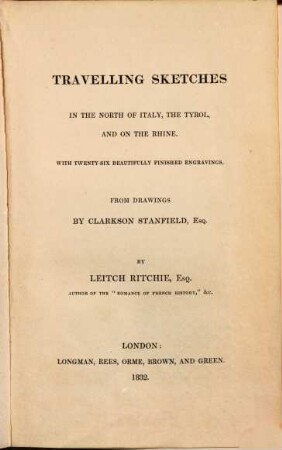 TRAVELLING SKETCHES
IN THE NORTH OF ITALY, THE TYROL,
AND ON THE RHINE.
WITH TWENTY-SIX BEAUTIFULLY FINISHED ENGRAVINGS,
FROM DRAWINGS
BY CLARKSON STANFIELD, Esq.
BY
LEITCH RITCHIE, Esq.
AUTHOR OF THE "ROMANCE OF FRENCH HISTORY," &c.
LONDON:
LONGMAN, REES, ORME, BROWN, AND GREEN.
1832.